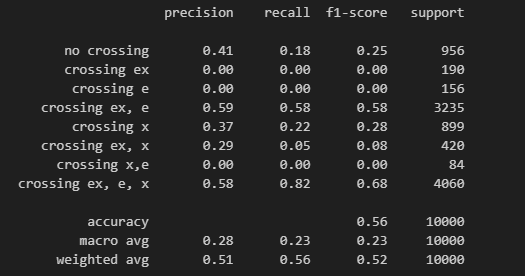 precision recall f1-score support
no crossing 0.41 0.18 0.25 956
crossing ex 0.00 0.00 0.00 190
crossing e 0.00 0.00 0.00 156
crossing ex, e 0.59 0.58 0.58 3235
crossing x 0.37 0.22 0.28 899
crossing ex, x 0.29 0.05 0.08 420
crossing x,e 0.00 0.00 0.00 84
crossing ex, e, x 0.58 0.82 0.68 4060
accuracy 0.56 10000
macro avg 0.28 0.23 0.23 10000
weighted avg 0.51 0.56 0.52 10000